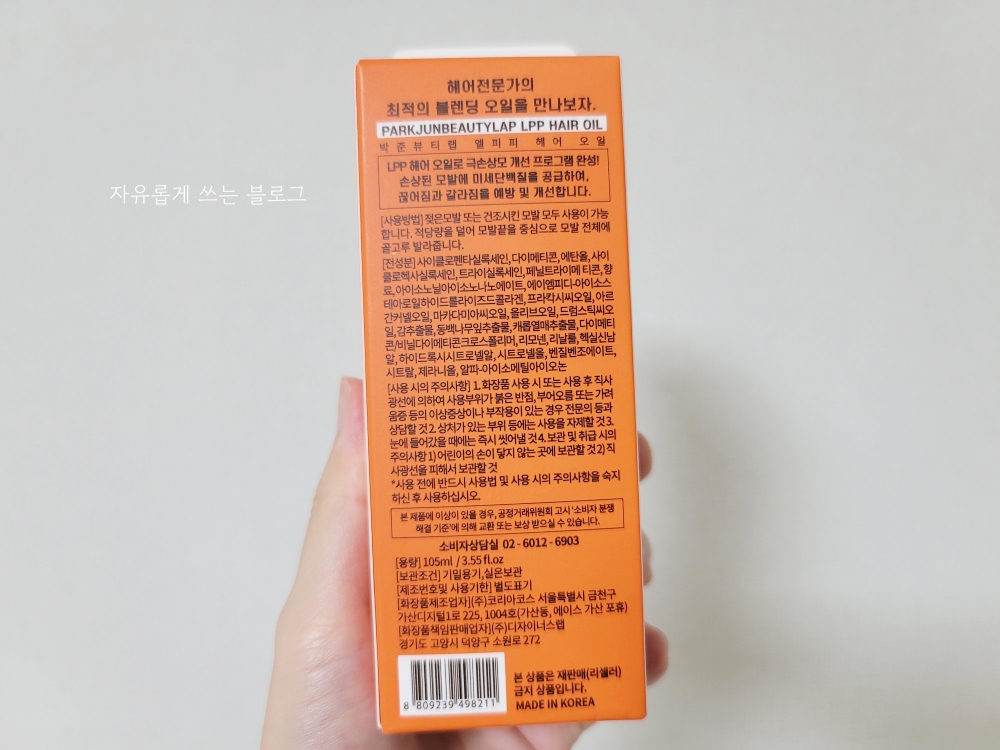 헤어전문가의
최적의 블렌딩 오일을 만나보자.
PARKJUNBEAUTYLAP LPP HAIR OIL
박준뷰티랩 엘피피 헤어 오일
LPP 헤어 오일로 극손상모 개선 프로그램 완성!
손상된 모발에 미세단백질을 공급하여,
끊어짐과 갈라짐을 예방 및 개선합니다.
자유롭게 쓰는 블로그
[사용방법] 젖은모발 또는 건조시킨 모발 모두 사용이 가능
합니다. 적당량을 덜어 모발끝을 중심으로 모발 전체에
골고루 발라줍니다.
[전성분] 사이클로펜타실록세인, 다이메티콘, 에탄올, 사이
클로헥사실록세인, 트라이실록세인, 페닐트라이메 티콘, 향
료, 아이소노닐아이소노나노에이트, 에이엠피디-아이소스
테아로일하이드롤라이즈드콜라겐, 프라칵시씨오일, 아르
간커넬오일, 마카다미아씨오일, 올리브오일, 드럼스틱씨오
일, 감추출물, 동백나무잎추출물, 캐롭열매추출물, 다이메티
콘/비닐다이메티콘크로스폴리머, 리모넨, 리날룰, 헥실신남
알, 하이드록시시트로넬알, 시트로넬올, 벤질벤조에이트,
시트랄, 제라니올, 알파-아이소메틸아이오논
[사용 시의 주의사항] 1. 화장품 사용 시 또는 사용 후 직사
광선에 의하여 사용부위가 붉은 반점, 부어오름 또는 가려
움증 등의 이상증상이나 부작용이 있는 경우 전문의 등과
상담할 것 2. 상처가 있는 부위 등에는 사용을 자제할 것 3.
눈에 들어갔을 때에는 즉시 씻어낼 것 4. 보관 및 취급 시의
주의사항 1) 어린이의 손이 닿지 않는 곳에 보관할 것 2) 직
사광선을 피해서 보관할 것
*사용 전에 반드시 사용법 및 사용 시의 주의사항을 숙지
하신 후 사용하십시오.
본 제품에 이상이 있을 경우, 공정거래위원회 고시 '소비자 분쟁
해결 기준'에 의해 교환 또는 보상 받으실 수 있습니다.
소비자상담실 02 - 6012 - 6903
[용량] 105ml / 3.55 fl.oz
[보관조건] 기밀용기, 실온보관
[제조번호및 사용기한] 별도표기
[화장품제조업자] (주)코리아코스 서울특별시 금천구
가산디지털1로 225, 1004호(가산동, 에이스 가산 포휴)
[화장품책임판매업자] (주)디자이너스랩
경기도 고양시 덕양구 소원로 272
8 809239 498211
본 상품은 재판매(리셀러)
금지 상품입니다.
MADE IN KOREA